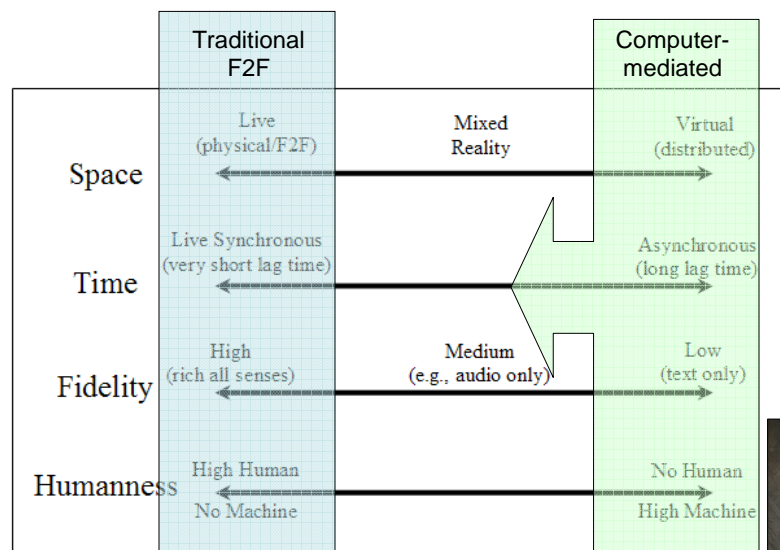 Traditional
F2F
Computer-
mediated
Space
Live
(physical/F2F)
Mixed
Reality
Virtual
(distributed)
Time
Live Synchronous
(very short lag time)
Asynchronous
(long lag time)
Fidelity
High
(rich all senses)
Medium
(e.g., audio only)
Low
(text only)
Humanness
High Human
No Machine
No Human
High Machine